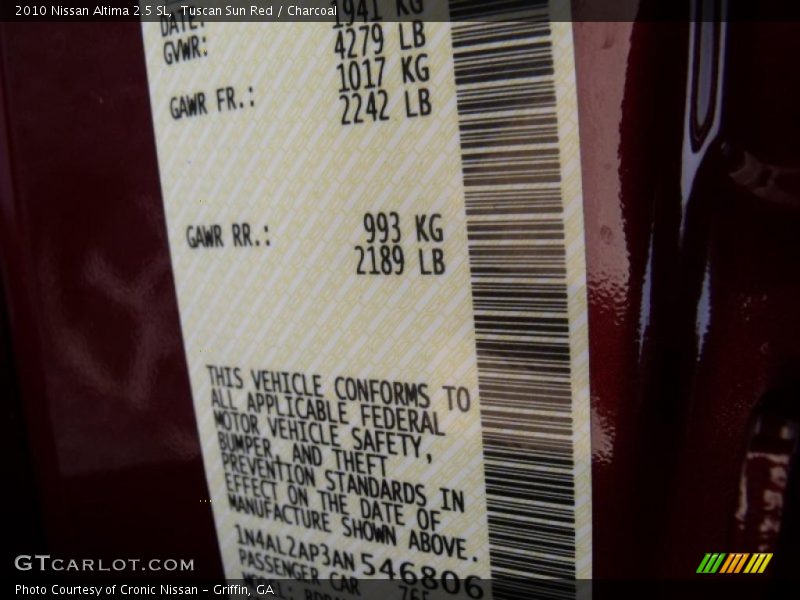 2010 Nissan Altima 2.5 SL, Tuscan Sun Red / Charcoal
DATE: 1941 KG
GVWR: 4279 LB
1017 KG
GAWR FR.: 2242 LB
993 KG
GAWR RR.: 2189 LB
THIS VEHICLE CONFORMS TO
ALL APPLICABLE FEDERAL
MOTOR VEHICLE SAFETY,
BUMPER, AND THEFT
PREVENTION STANDARDS IN
EFFECT ON THE DATE OF
MANUFACTURE SHOWN ABOVE.
1N4AL2AP3AN546806
PASSENGER CAR
GTCARLOT.COM
Photo Courtesy of Cronic Nissan – Griffin, GA